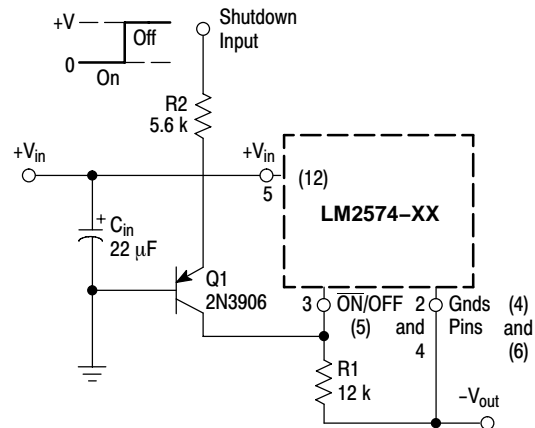 +V
Off
0
On
Shutdown
Input
R2
5.6 k
+Vin
+Vin
5
(12)
LM2574–XX
+
Cin
22 µF
Q1
2N3906
3
ON/OFF
(5)
2
and
4
Gnds
Pins
(4)
and
(6)
R1
12 k
–Vout